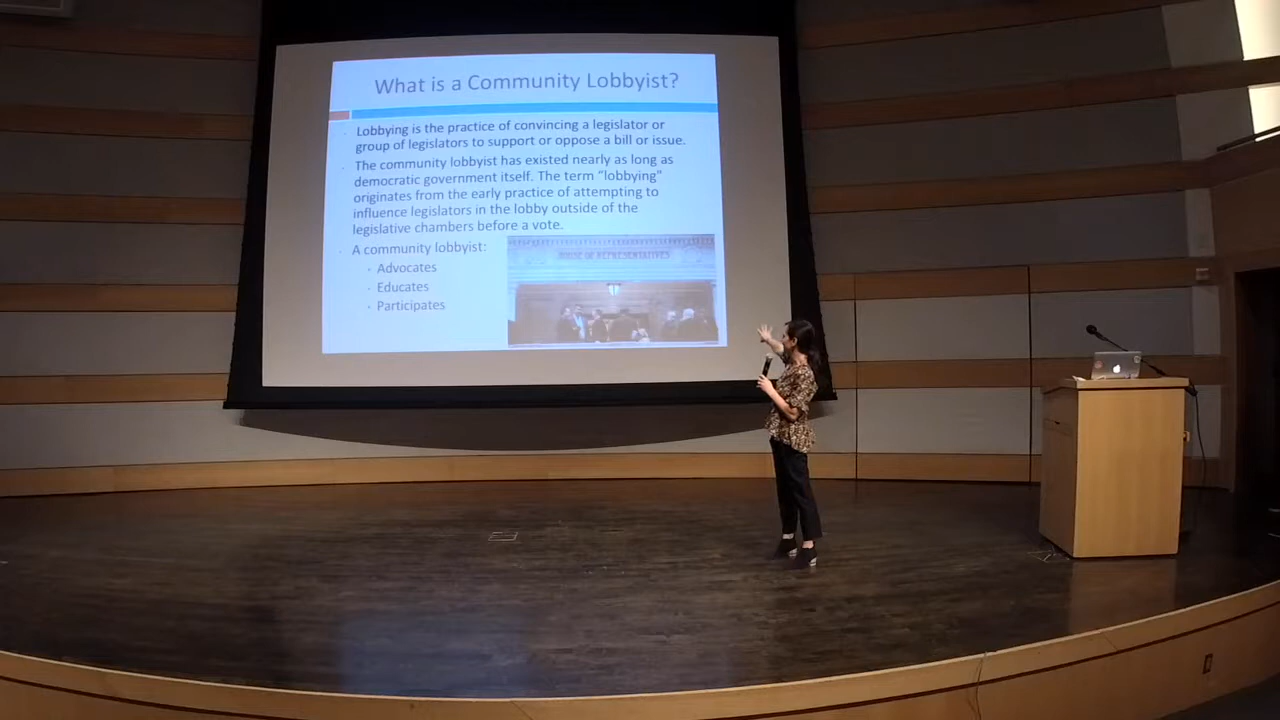 What is a Community Lobbyist?
Lobbying is the practice of convincing a legislator or
group of legislators to support or oppose a bill or issue.
The community lobbyist has existed nearly as long as
democratic government itself. The term “lobbying”
originates from the early practice of attempting to
influence legislators in the lobby outside of the
legislative chambers before a vote.
A community lobbyist:
Advocates
Educates
Participates
HOUSE OF REPRESENTATIVES